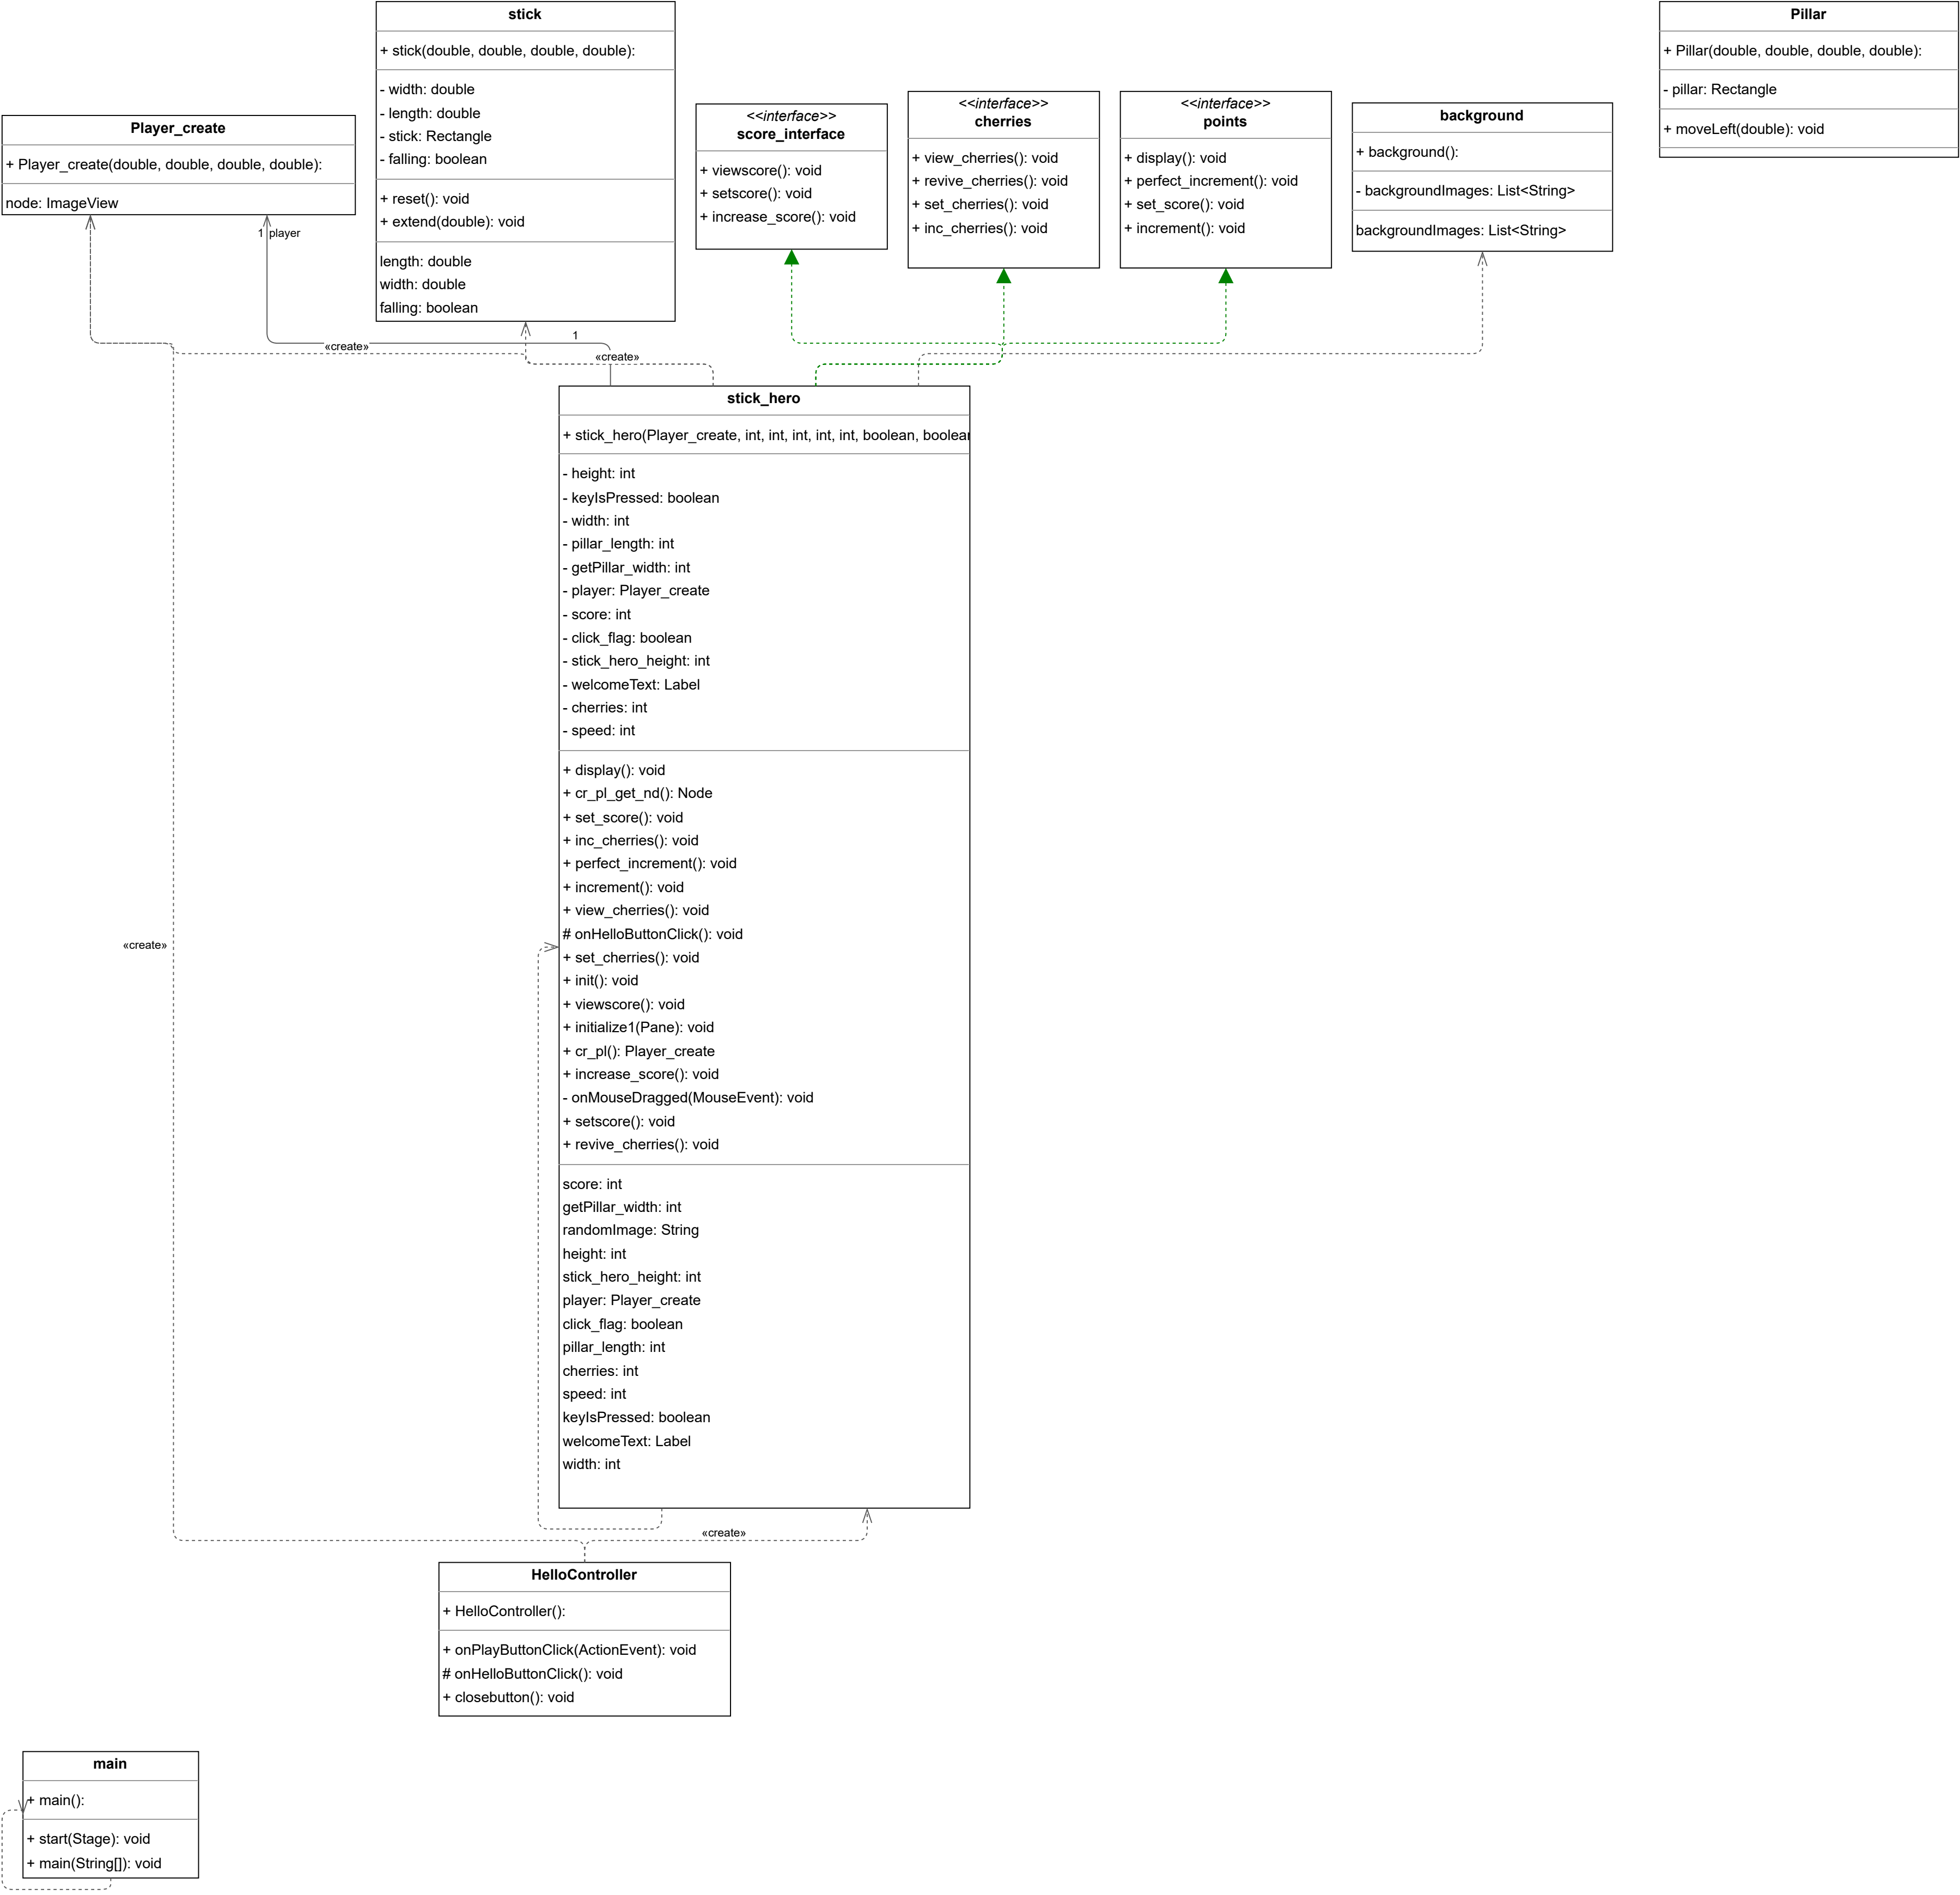 stick
+ stick(double, double, double, double):
- width: double
- length: double
- stick: Rectangle
- falling: boolean
+ reset(): void
+ extend(double): void
length: double
width: double
falling: boolean
Pillar
+ Pillar(double, double, double, double):
- pillar: Rectangle
+ moveLeft(double): void
Player_create
+ Player_create(double, double, double, double):
node: ImageView
<<interface>>
score_interface
+ viewscore(): void
+ setscore(): void
+ increase_score(): void
<<interface>>
cherries
+ view_cherries(): void
+ revive_cherries(): void
+ set_cherries(): void
+ inc_cherries(): void
<<interface>>
points
+ display(): void
+ perfect_increment(): void
+ set_score(): void
+ increment(): void
background
+ background():
- backgroundImages: List<String>
backgroundImages: List<String>
1 player
1
«create»
«create»
stick_hero
+ stick_hero(Player_create, int, int, int, int, int, boolean, boolean
- height: int
- keyIsPressed: boolean
- width: int
- pillar_length: int
- getPillar_width: int
- player: Player_create
- score: int
- click_flag: boolean
- stick_hero_height: int
- welcomeText: Label
- cherries: int
- speed: int
+ display(): void
+ cr_pl_get_nd(): Node
+ set_score(): void
+ inc_cherries(): void
+ perfect_increment(): void
+ increment(): void
+ view_cherries(): void
# onHelloButtonClick(): void
+ set_cherries(): void
+ init(): void
+ viewscore(): void
+ initialize1(Pane): void
+ cr_pl(): Player_create
+ increase_score(): void
- onMouseDragged(MouseEvent): void
+ setscore(): void
+ revive_cherries(): void
score: int
getPillar_width: int
randomImage: String
height: int
stick_hero_height: int
player: Player_create
click_flag: boolean
pillar_length: int
cherries: int
speed: int
keyIsPressed: boolean
welcomeText: Label
width: int
«create»
«create»
HelloController
+ HelloController():
+ onPlayButtonClick(ActionEvent): void
# onHelloButtonClick(): void
+ closebutton(): void
main
+ main():
+ start(Stage): void
+ main(String[]): void